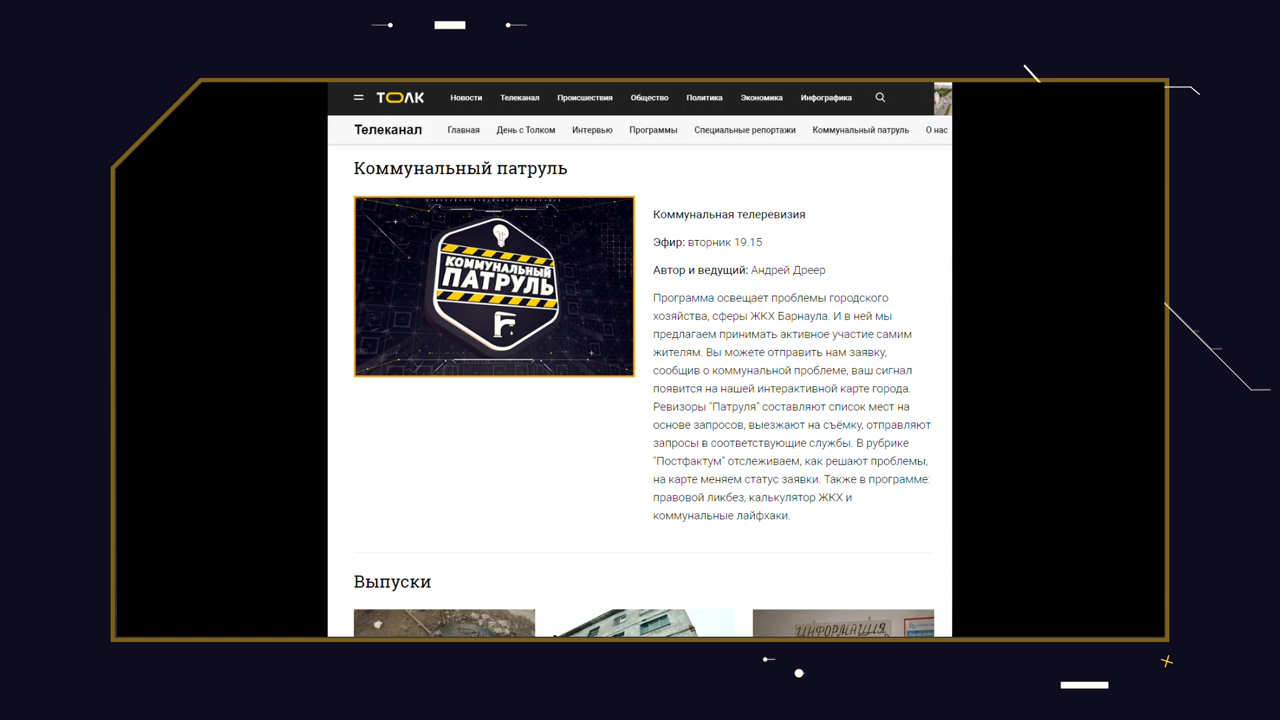 ТОЛК Новости Телеканал Происшествия Общество Политика Экономика Инфографика
Телеканал Главная День с Толком Интервью Программы Специальные репортажи Коммунальный патруль О нас
Коммунальный патруль
КОММУНАЛЬНЫЙ
ПАТРУЛЬ
Коммунальная телеревизия
Эфир: вторник 19.15
Автор и ведущий: Андрей Дреер
Программа освещает проблемы городского
хозяйства, сферы ЖКХ Барнаула. И в ней мы
предлагаем принимать активное участие самим
жителям. Вы можете отправить нам заявку,
сообщив о коммунальной проблеме, ваш сигнал
появится на нашей интерактивной карте города.
Ревизоры "Патруля" составляют список мест на
основе запросов, выезжают на съёмку, отправляют
запросы в соответствующие службы. В рубрике
"Постфактум" отслеживаем, как решают проблемы,
на карте меняем статус заявки. Также в программе:
правовой ликбез, калькулятор ЖКХ и
коммунальные лайфхаки.
Выпуски
ИНФОРМАЦИЯ